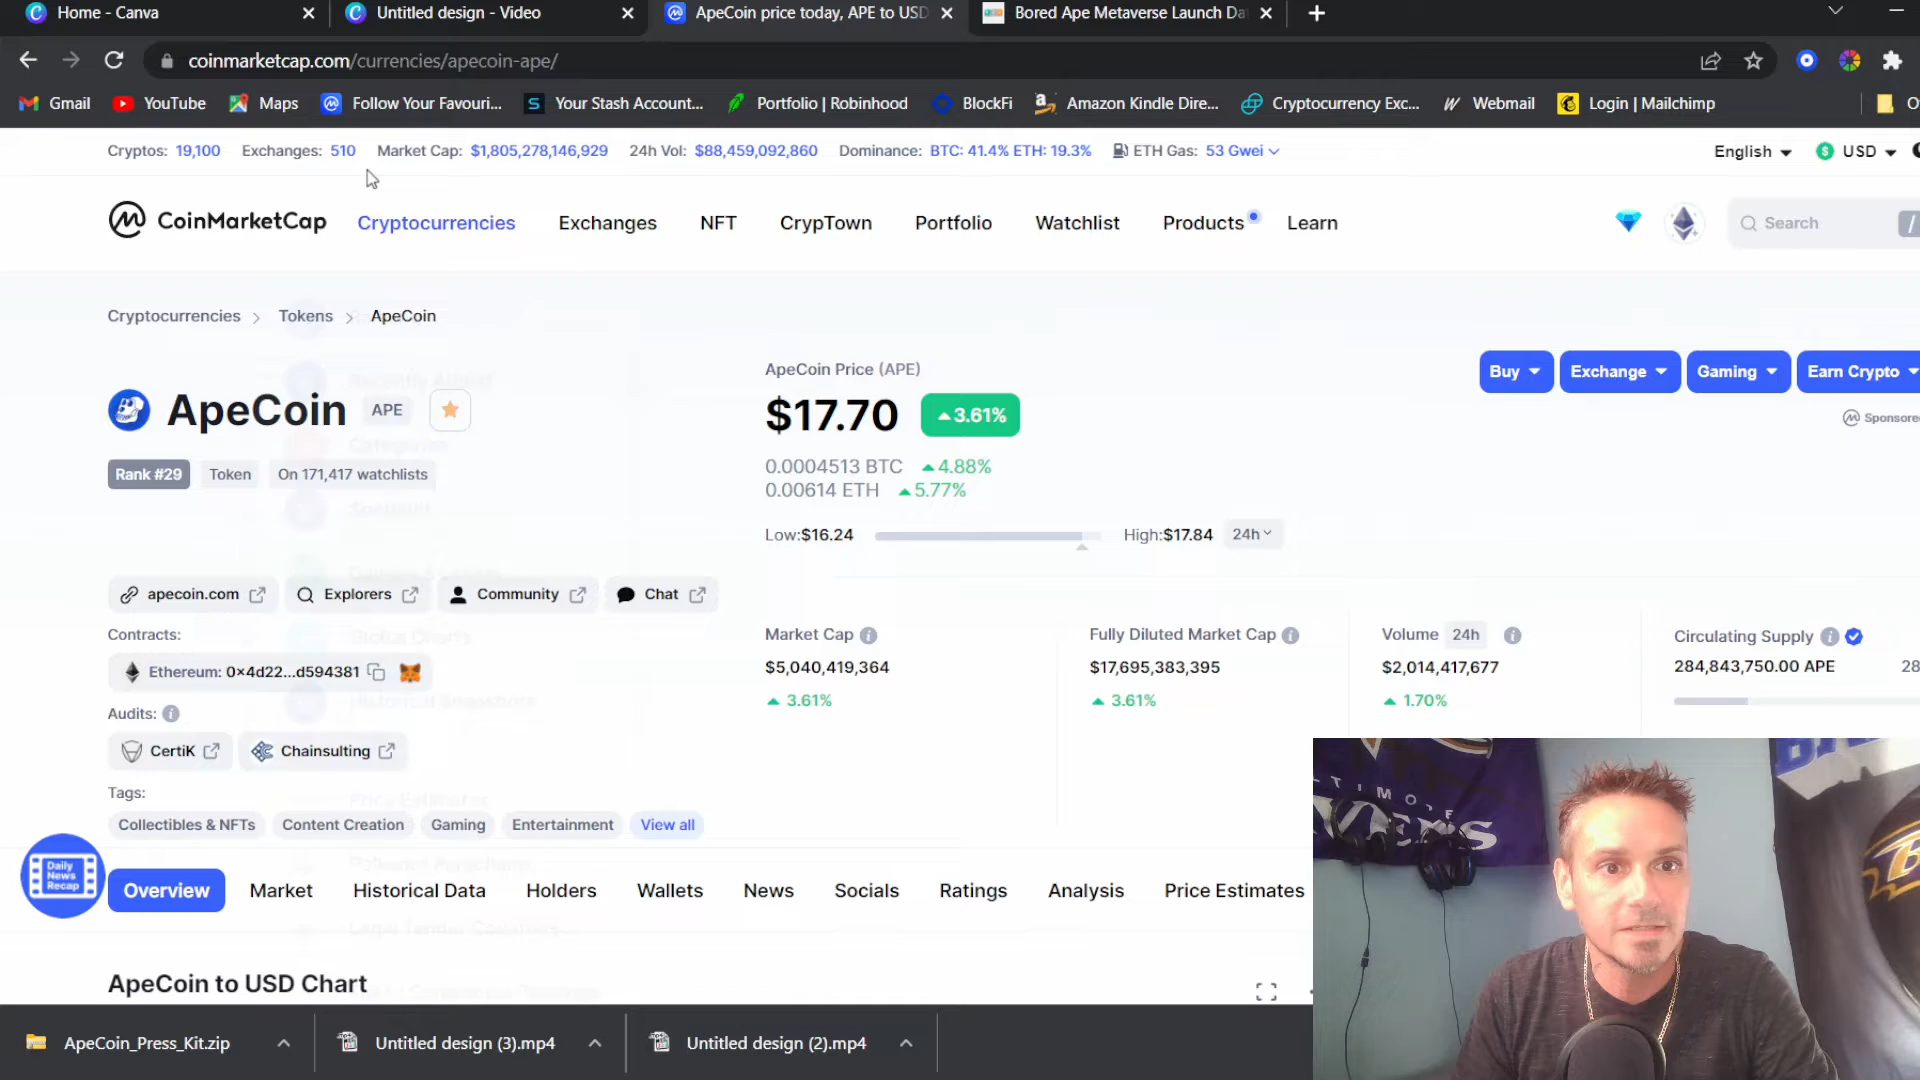 Home - Canva
Untitled design - Video
ApeCoin price today, APE to USD
Bored Ape Metaverse Launch Da
coinmarketcap.com/currencies/apecoin-ape/
Gmail
YouTube
Maps
Follow Your Favouri...
Your Stash Account...
Portfolio | Robinhood
BlockFi
Amazon Kindle Dire...
Cryptocurrency Exc...
Webmail
Login | Mailchimp
Cryptos: 19,100 Exchanges: 510 Market Cap: $1,805,278,146,929 24h Vol: $88,459,092,860 Dominance: BTC: 41.4% ETH: 19.3% ETH Gas: 53 Gwei
English
USD
CoinMarketCap
Cryptocurrencies
Exchanges
NFT
CrypTown
Portfolio
Watchlist
Products
Learn
Search
/
Cryptocurrencies > Tokens > ApeCoin
ApeCoin APE
Rank #29
Token
On 171,417 watchlists
ApeCoin Price (APE)
$17.70 3.61%
0.0004513 BTC 4.88%
0.00614 ETH 5.77%
Low:$16.24
High:$17.84
24h
Buy
Exchange
Gaming
Earn Crypto
apecoin.com
Explorers
Community
Chat
Contracts:
Ethereum: 0x4d22...d594381
Audits:
CertiK
Chainsulting
Tags:
Collectibles & NFTs
Content Creation
Gaming
Entertainment
View all
Market Cap
$5,040,419,364
3.61%
Fully Diluted Market Cap
$17,695,383,395
3.61%
Volume 24h
$2,014,417,677
1.70%
Circulating Supply
284,843,750.00 APE
28
Daily
News
Recap
Overview
Market
Historical Data
Holders
Wallets
News
Socials
Ratings
Analysis
Price Estimates
ApeCoin to USD Chart
ApeCoin_Press_Kit.zip
Untitled design (3).mp4
Untitled design (2).mp4